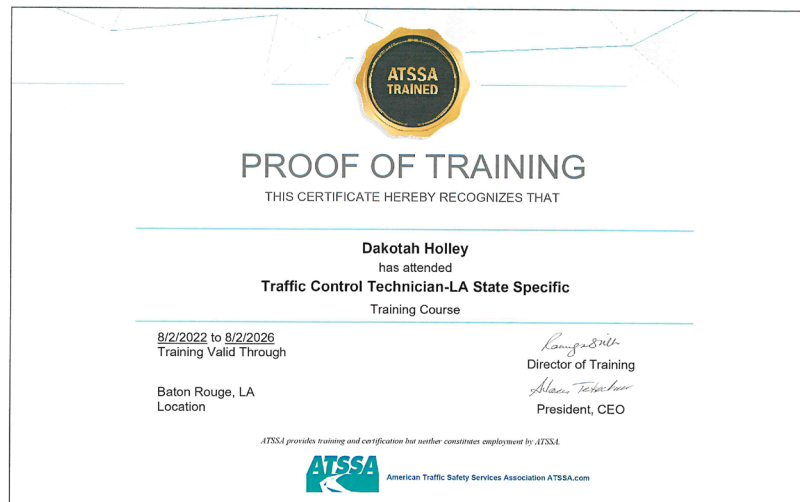 ATSSA
TRAINED
PROOF OF TRAINING
THIS CERTIFICATE HEREBY RECOGNIZES THAT
Dakotah Holley
has attended
Traffic Control Technician-LA State Specific
Training Course
8/2/2022 to 8/2/2026
Training Valid Through
Director of Training
Baton Rouge, LA
Location
President, CEO
ATSSA provides training and certification but neither constitutes employment by ATSSA.
ATSSA
American Traffic Safety Services Association ATSSA.com